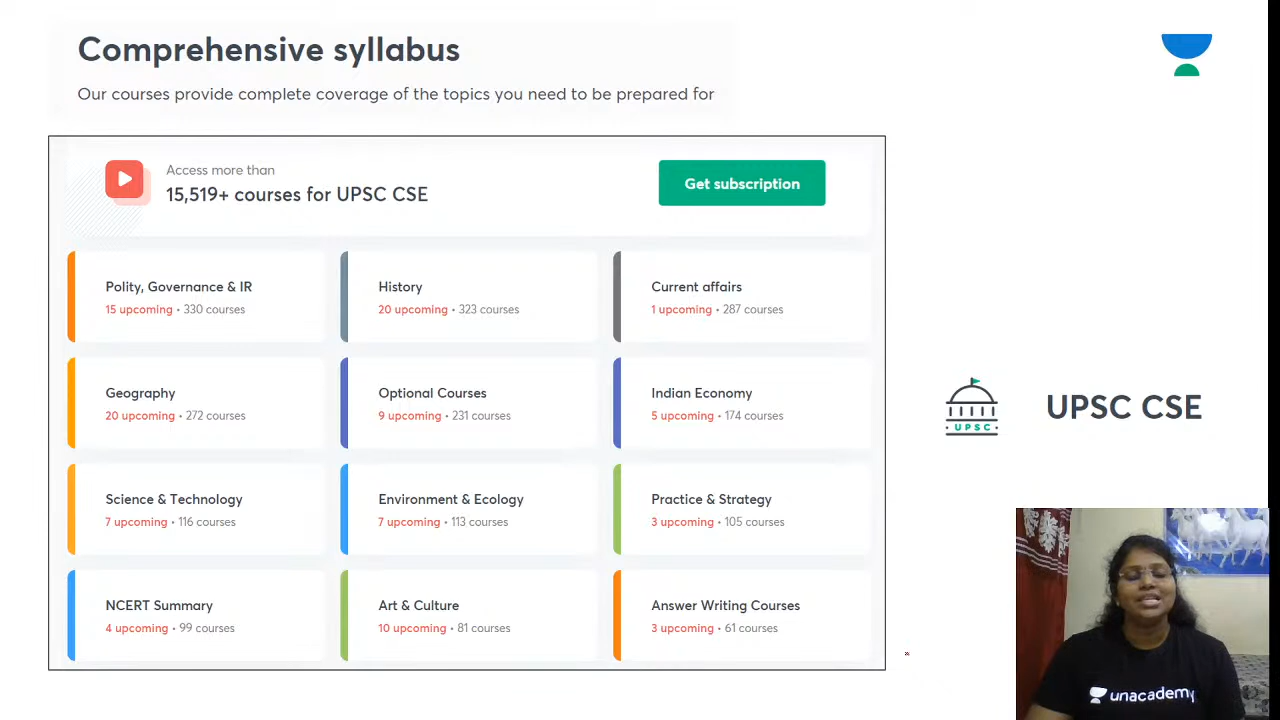 Comprehensive syllabus
Our courses provide complete coverage of the topics you need to be prepared for
Access more than
15,519+ courses for UPSC CSE
Get subscription
Polity, Governance & IR
15 upcoming • 330 courses
History
20 upcoming • 323 courses
Current affairs
1 upcoming • 287 courses
Geography
20 upcoming • 272 courses
Optional Courses
9 upcoming • 231 courses
Indian Economy
5 upcoming • 174 courses
Science & Technology
7 upcoming • 116 courses
Environment & Ecology
7 upcoming • 113 courses
Practice & Strategy
3 upcoming • 105 courses
NCERT Summary
4 upcoming • 99 courses
Art & Culture
10 upcoming • 81 courses
Answer Writing Courses
3 upcoming • 61 courses
UPSC
UPSC CSE
unacademy